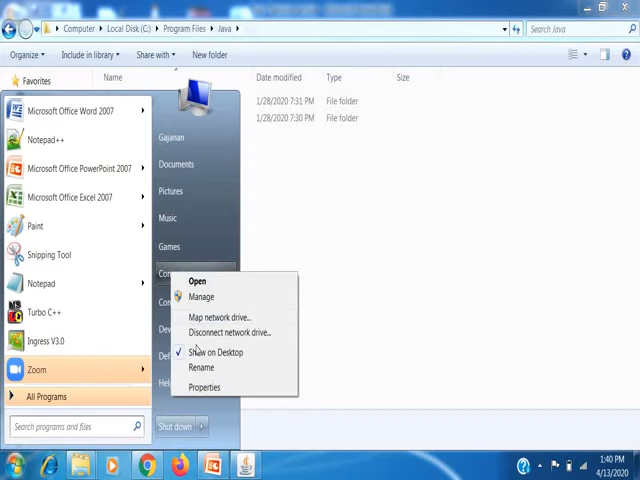 Computer Local Disk (C:) Program Files Java
Search Java
Organize Include in library Share with New folder
Favorites Name Date modified Type Size
1/28/2020 7:31 PM File folder
1/28/2020 7:30 PM File folder
Microsoft Office Word 2007
Notepad++
Microsoft Office PowerPoint 2007
Microsoft Office Excel 2007
Paint
Snipping Tool
Notepad
Turbo C++
Ingress V3.0
Zoom
All Programs
Search programs and files
Gajanan
Documents
Pictures
Music
Games
Shut down
Open
Manage
Map network drive...
Disconnect network drive...
Show on Desktop
Rename
Properties
1:40 PM
4/13/2020